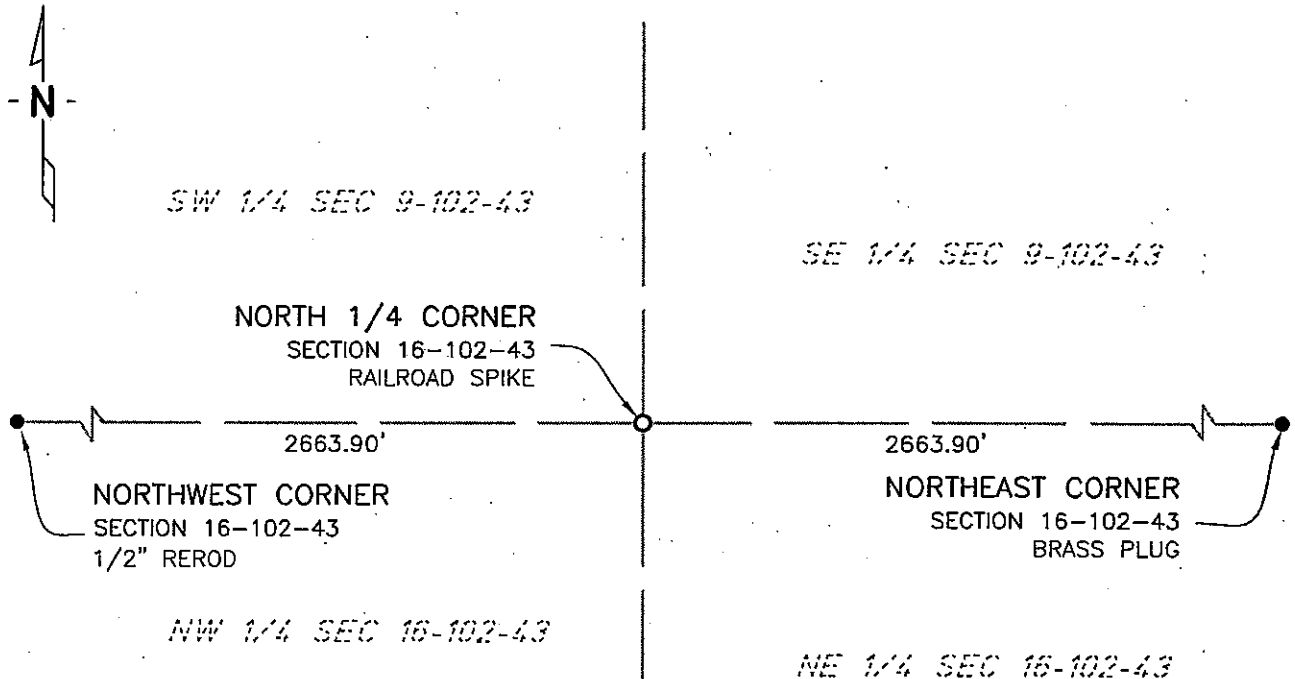 - N -
SW 1/4 SEC 9-102-43
SE 1/4 SEC 9-102-43
NORTH 1/4 CORNER
SECTION 16-102-43
RAILROAD SPIKE
2663.90'
2663.90'
NORTHWEST CORNER
SECTION 16-102-43
1/2" REROD
NORTHEAST CORNER
SECTION 16-102-43
BRASS PLUG
NW 1/4 SEC 16-102-43
NE 1/4 SEC 16-102-43